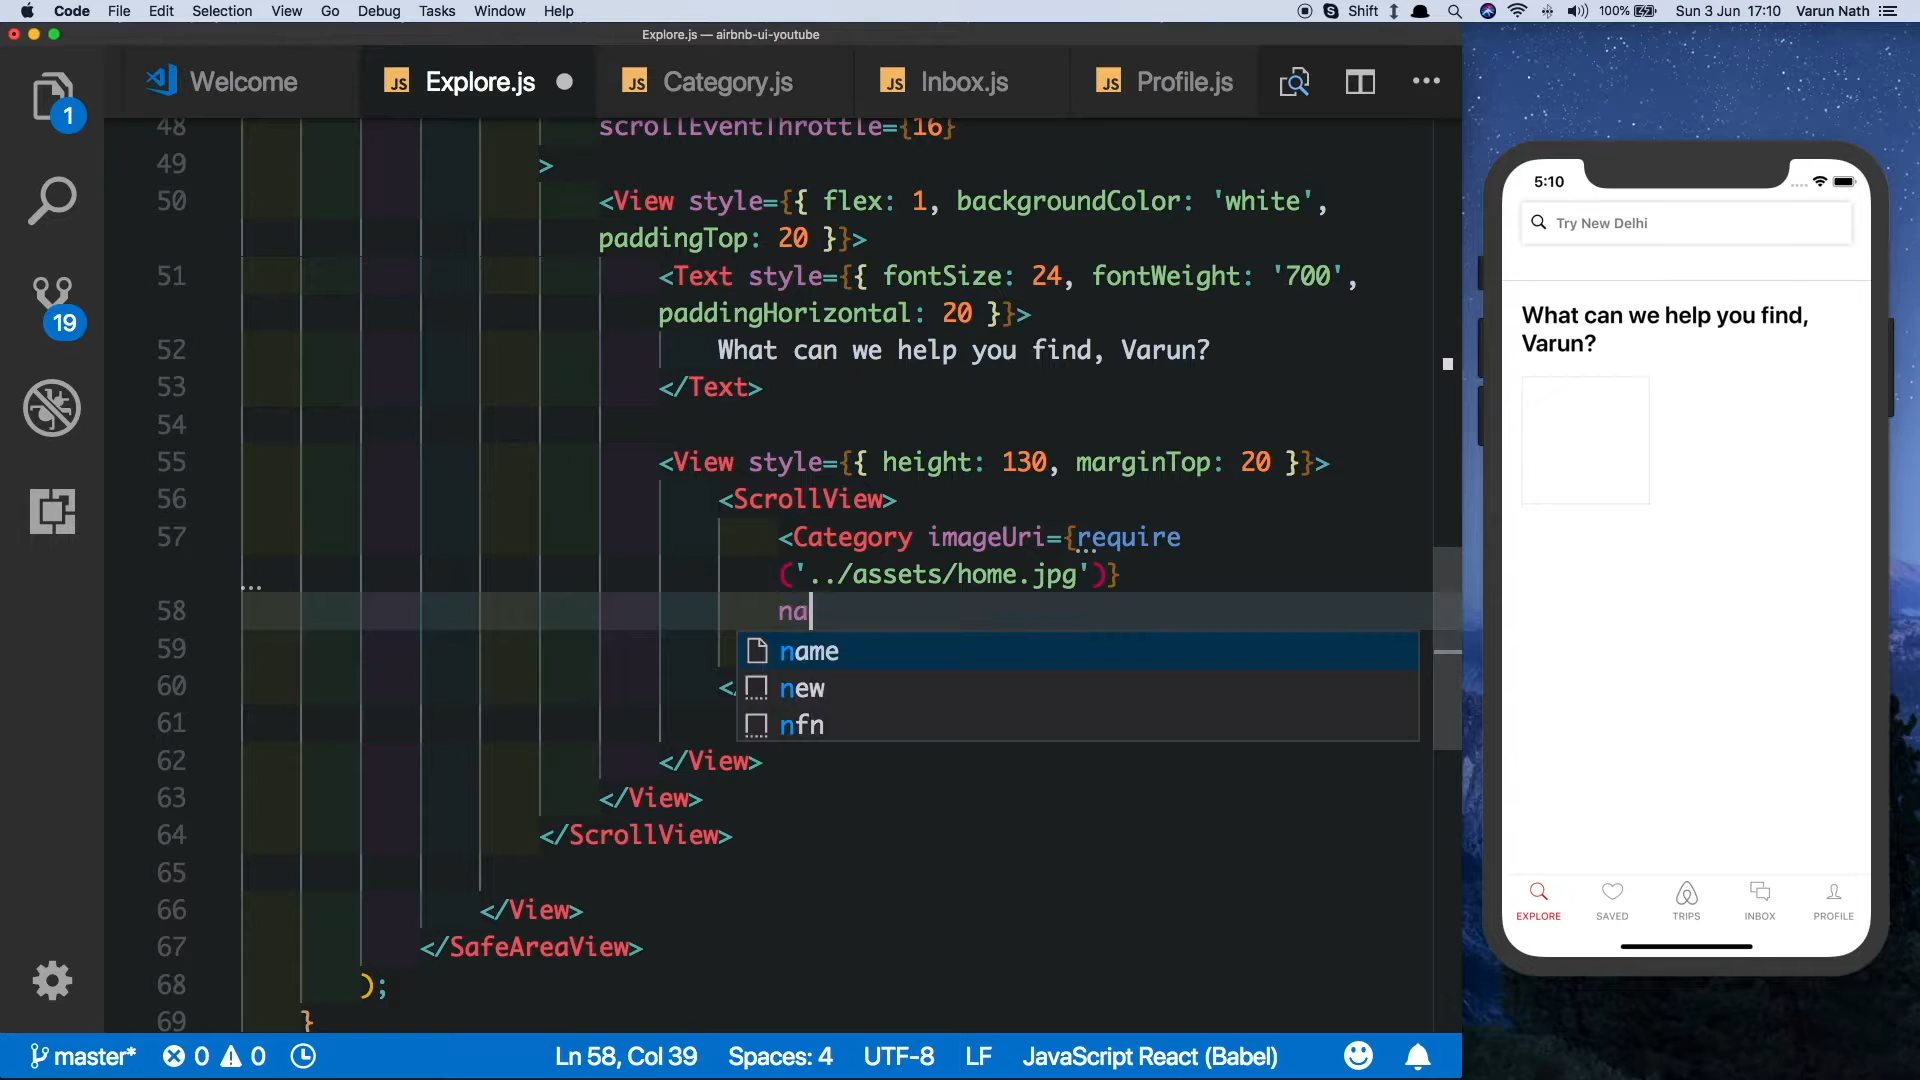 Code File Edit Selection View Go Debug Tasks Window Help Shift 100% Sun 3 Jun 17:10 Varun Nath
Explore.js — airbnb-ui-youtube
Welcome Explore.js Category.js Inbox.js Profile.js
JS JS JS JS
1
19
48 scrollEventThrottle={16}
49 >
50 <View style={{ flex: 1, backgroundColor: 'white',
paddingTop: 20 }}>
51 <Text style={{ fontSize: 24, fontWeight: '700',
paddingHorizontal: 20 }}>
52 What can we help you find, Varun?
53 </Text>
54
55 <View style={{ height: 130, marginTop: 20 }}>
56 <ScrollView>
57 <Category imageUri={require
('../assets/home.jpg')}
58 na
59
60 </
61
62 </View>
63 </View>
64 </ScrollView>
65
66 </View>
67 </SafeAreaView>
68 );
69 }
name
new
nfn
master* 0 0 Ln 58, Col 39 Spaces: 4 UTF-8 LF JavaScript React (Babel)
5:10
Try New Delhi
What can we help you find,
Varun?
EXPLORE SAVED TRIPS INBOX PROFILE